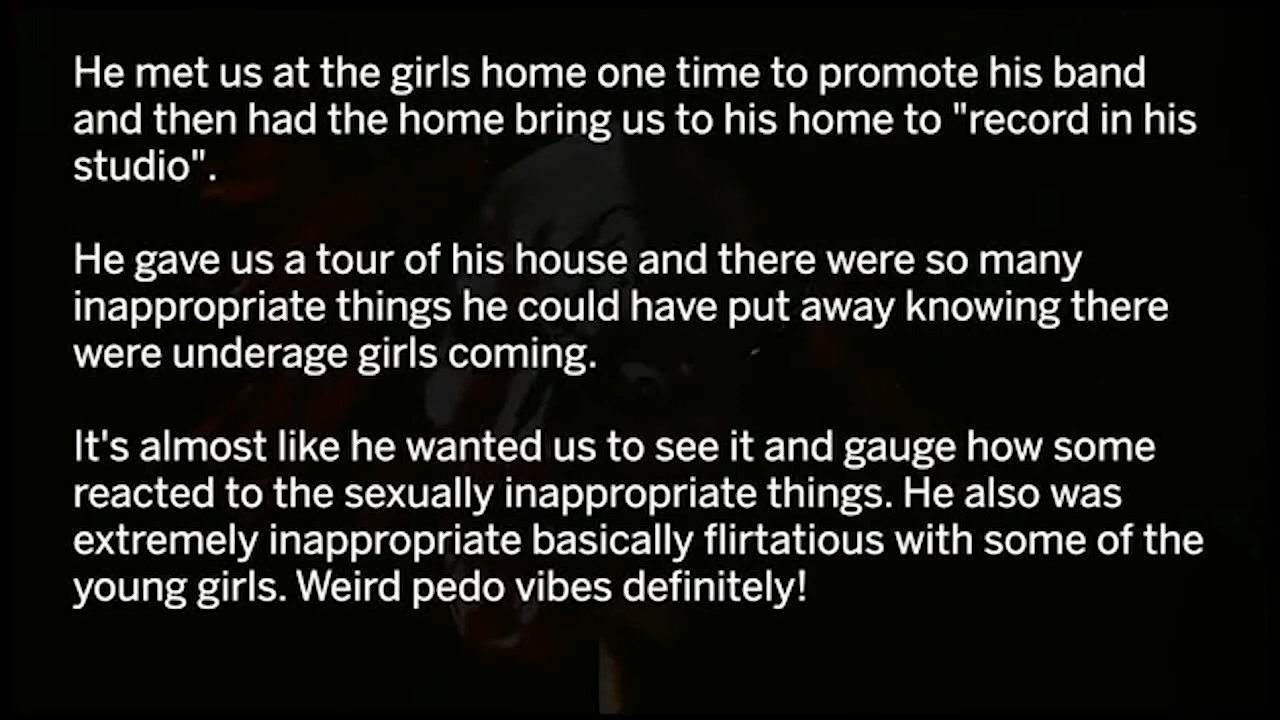 He met us at the girls home one time to promote his band
and then had the home bring us to his home to "record in his
studio".
He gave us a tour of his house and there were so many
inappropriate things he could have put away knowing there
were underage girls coming.
It's almost like he wanted us to see it and gauge how some
reacted to the sexually inappropriate things. He also was
extremely inappropriate basically flirtatious with some of the
young girls. Weird pedo vibes definitely!